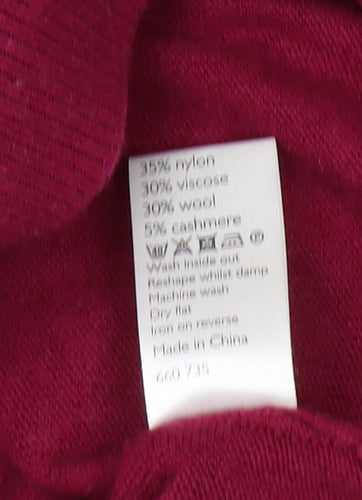 35% nylon
30% viscose
30% wool
5% cashmere
Wash inside out
Reshape whilst damp
Machine wash
Dry flat
Iron on reverse
Made in China
660 735